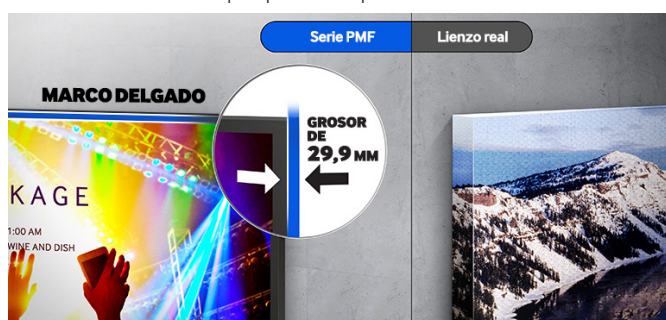 Serie PMF
Lienzo real
MARCO DELGADO
GROSOR
DE
29,9 MM
KAGE
1:00 AM
WINE AND DISH